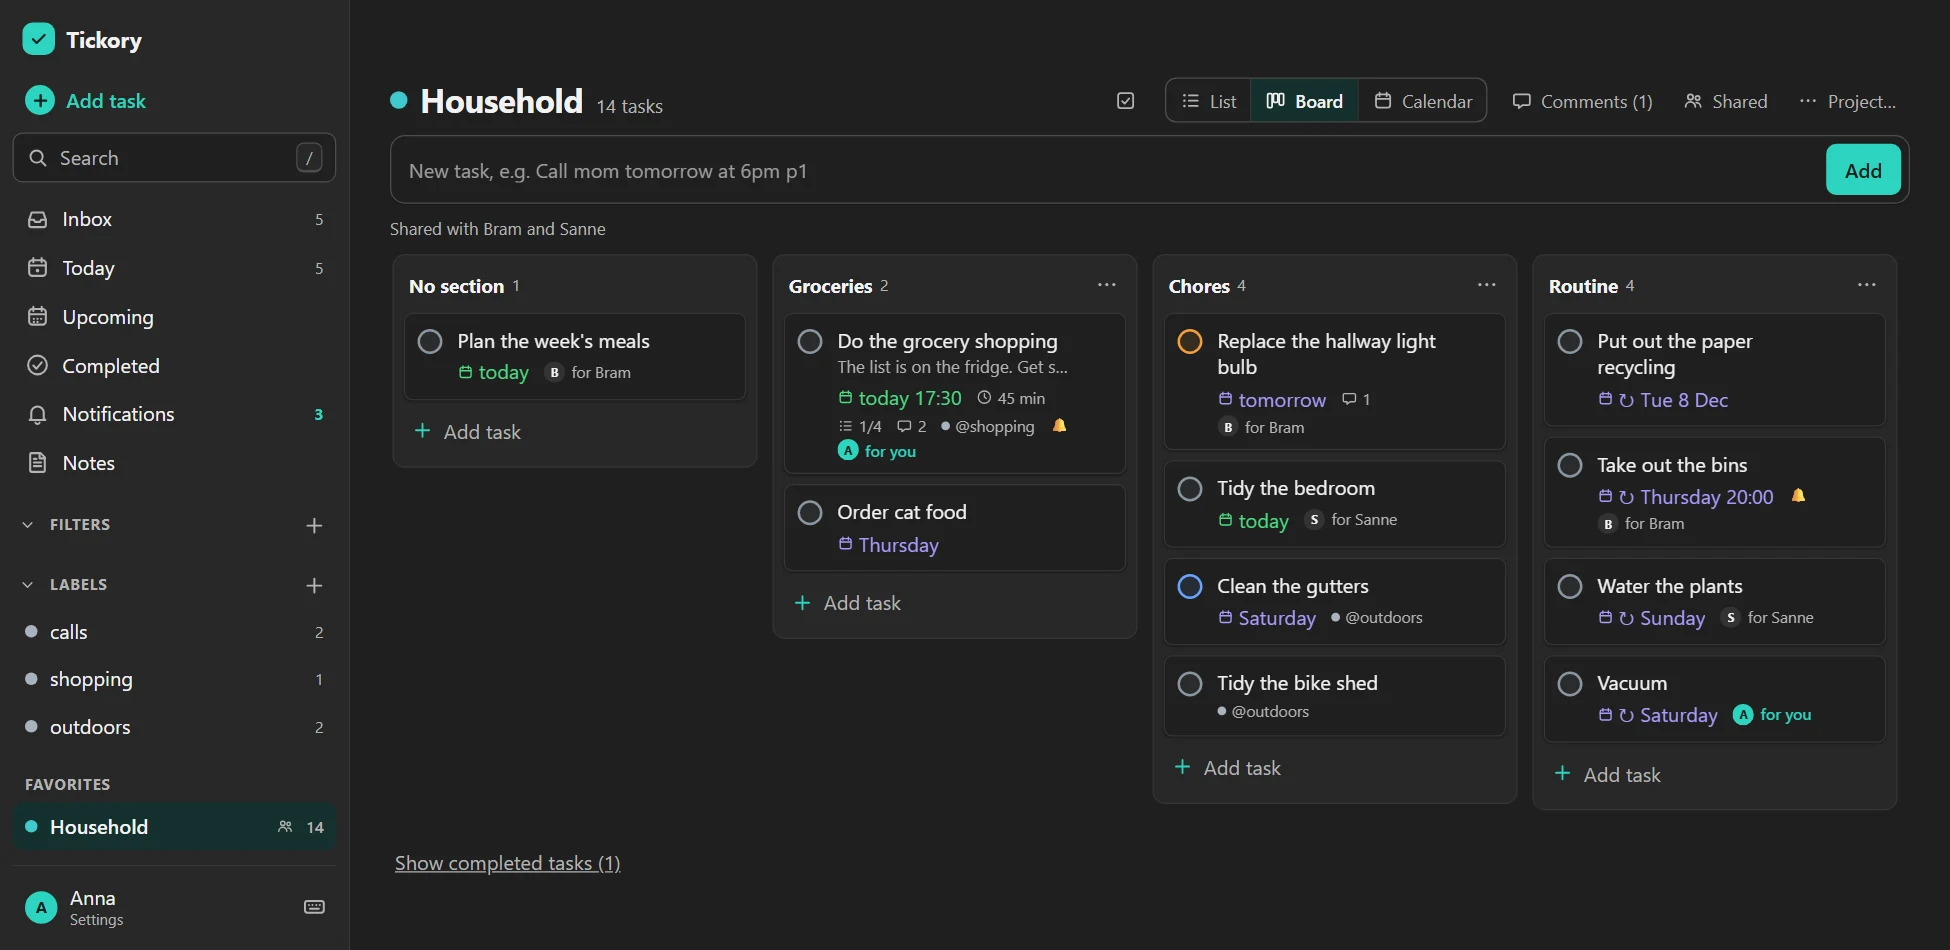 Tickory
Add task
Search /
Inbox 5
Today 5
Upcoming
Completed
Notifications 3
Notes
FILTERS
LABELS
calls 2
shopping 1
outdoors 2
FAVORITES
Household 14
A Anna
Settings
Household 14 tasks
List Board Calendar Comments (1) Shared Project...
New task, e.g. Call mom tomorrow at 6pm p1 Add
Shared with Bram and Sanne
No section 1
Plan the week's meals
today B for Bram
Add task
Groceries 2
Do the grocery shopping
The list is on the fridge. Get s...
today 17:30 45 min
1/4 2 @shopping
A for you
Order cat food
Thursday
Add task
Chores 4
Replace the hallway light
bulb
tomorrow 1
B for Bram
Tidy the bedroom
today S for Sanne
Clean the gutters
Saturday @outdoors
Tidy the bike shed
@outdoors
Add task
Routine 4
Put out the paper
recycling
Tue 8 Dec
Take out the bins
Thursday 20:00
B for Bram
Water the plants
Sunday S for Sanne
Vacuum
Saturday A for you
Add task
Show completed tasks (1)